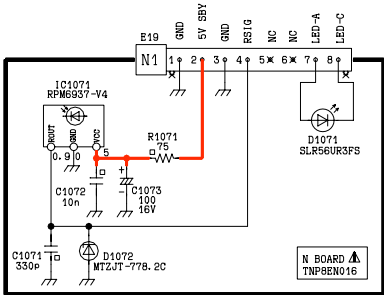 E19
N1
GND
5V SBY
GND
RSIG
NC
NC
LED-A
LED-C
1 2 3 4 5 6 7 8
IC1071
RPM6937-V4
ROUT
GND
VCC
0.9 0 5
R1071
75
D1071
SLR56UR3FS
C1072
10n
+
-
C1073
100
16V
C1071
330p
D1072
MTZJT-778.2C
N BOARD
TNP8EN016